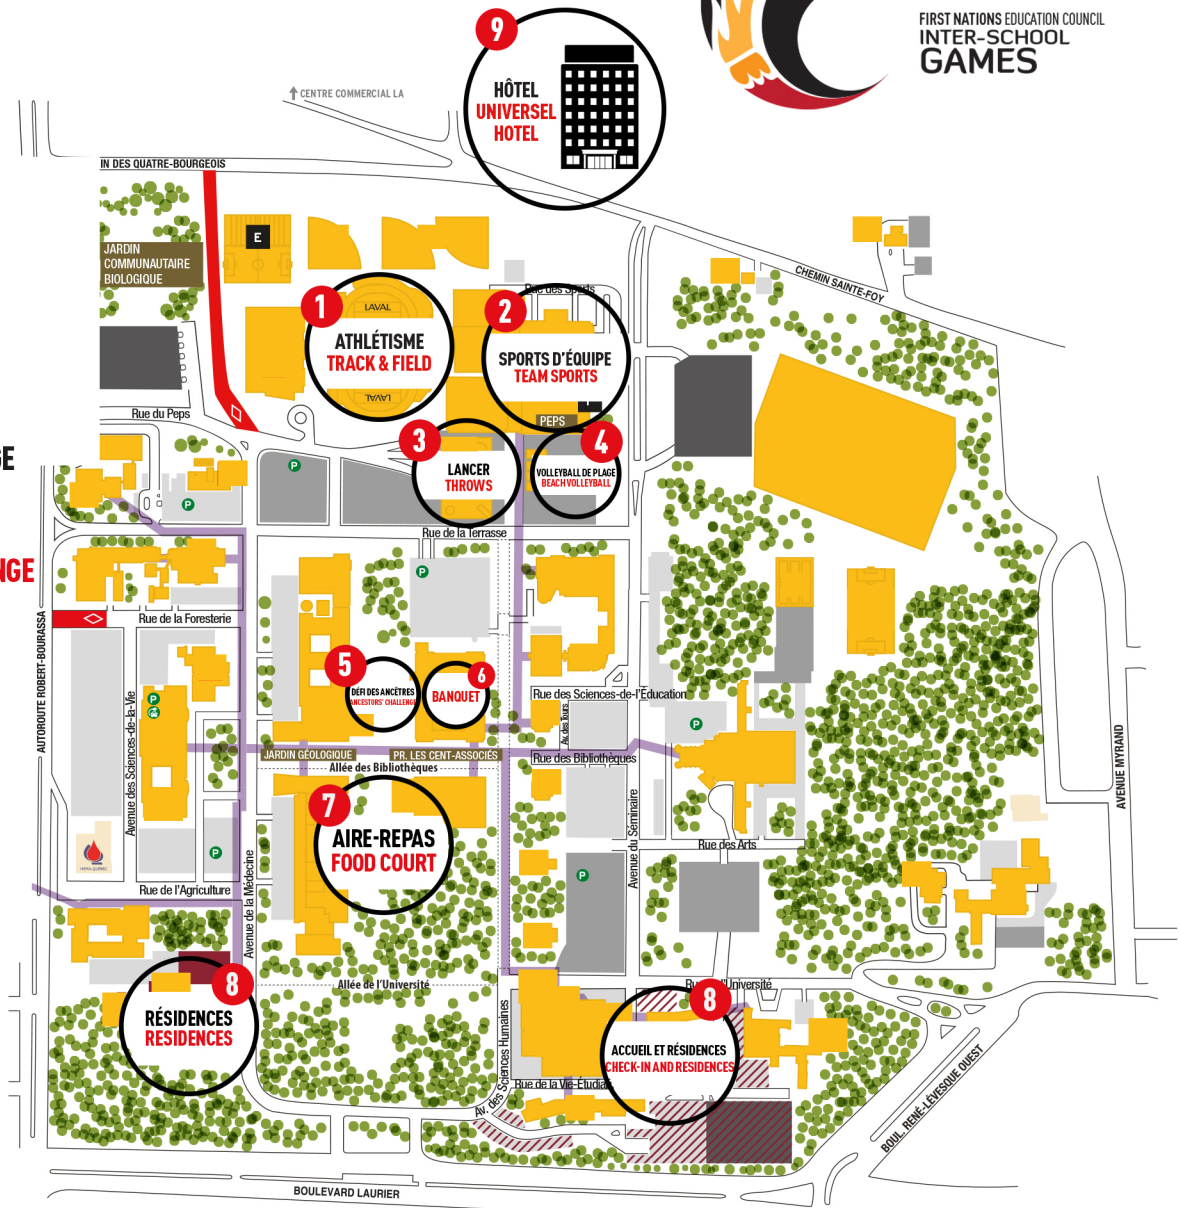 FIRST NATIONS EDUCATION COUNCIL
INTER-SCHOOL
GAMES
9
HÔTEL
UNIVERSEL
HOTEL
CENTRE COMMERCIAL LA
IN DES QUATRE-BOURGEOIS
E
JARDIN
COMMUNAUTAIRE
BIOLOGIQUE
CHEMIN SAINTE-FOY
Rue des Sports
1
LAVAL
ATHLÉTISME
TRACK & FIELD
LAVAL
2
SPORTS D'ÉQUIPE
TEAM SPORTS
PEPS
Rue du Peps
3
LANCER
THROWS
4
VOLLEYBALL DE PLAGE
BEACH VOLLEYBALL
GE
P
P
Rue de la Terrasse
NGE
P
Rue de la Foresterie
AUTOROUTE ROBERT-BOURASSA
5
DÉFI DES ANCÊTRES
ANCESTORS' CHALLENGE
6
BANQUET
Rue des Sciences-de-l'Éducation
Av. des Tours
P
P
Avenue des Sciences-de-la-Vie
JARDIN GÉOLOGIQUE
PR. LES CENT-ASSOCIÉS
Allée des Bibliothèques
Rue des Bibliothèques
AVENUE MYRAND
7
AIRE-REPAS
FOOD COURT
Avenue du Séminaire
Rue des Arts
P
P
HÉMA-QUÉBEC
Rue de l'Agriculture
Avenue de la Médecine
8
RÉSIDENCES
RESIDENCES
Allée de l'Université
Av. des Sciences Humaines
8
ACCUEIL ET RÉSIDENCES
CHECK-IN AND RESIDENCES
Rue de la Vie-Étudia
BOUL. RENÉ-LÉVESQUE OUEST
BOULEVARD LAURIER